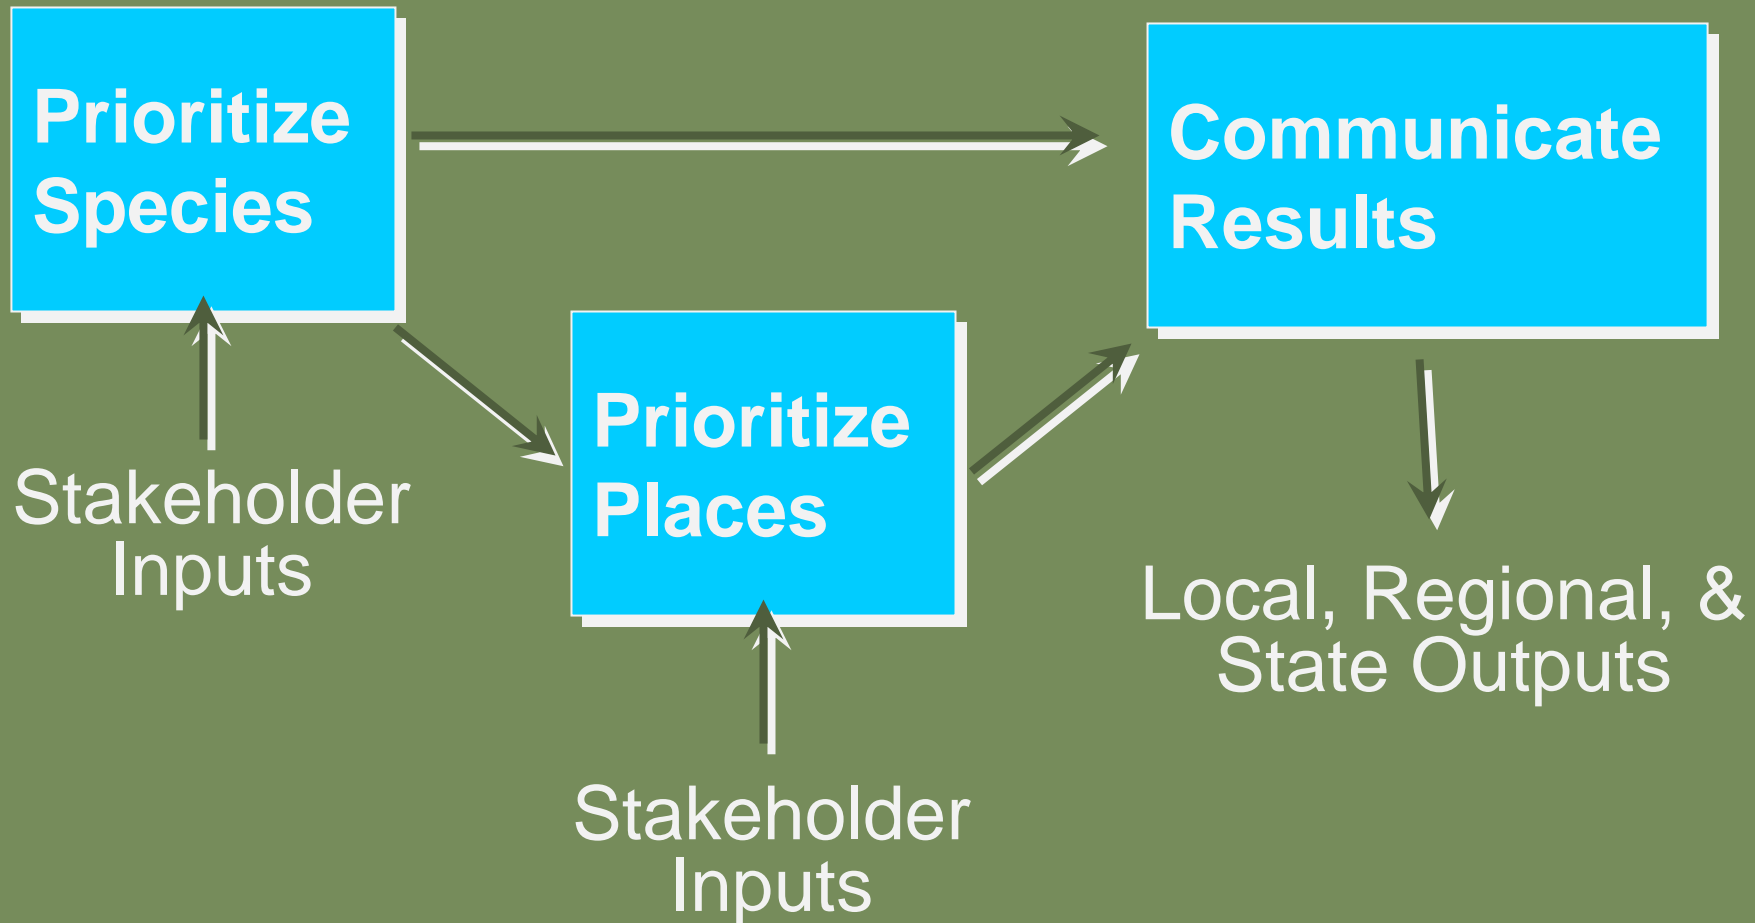 Prioritize
Species
Communicate
Results
Prioritize
Places
Stakeholder
Inputs
Local, Regional, &
State Outputs
Stakeholder
Inputs